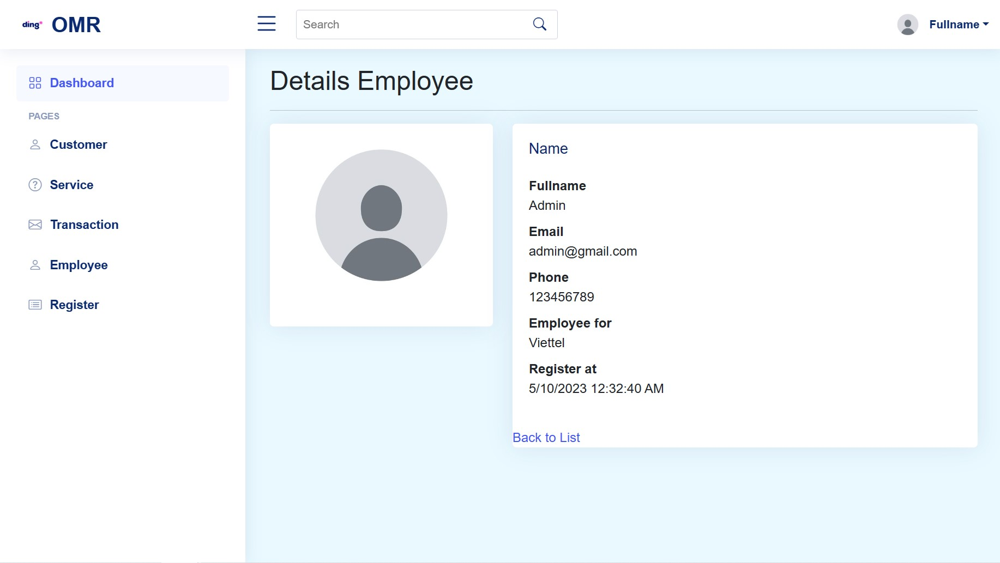 ding* OMR
Search
Fullname
Dashboard
PAGES
Customer
Service
Transaction
Employee
Register
Details Employee
Name
Fullname
Admin
Email
admin@gmail.com
Phone
123456789
Employee for
Viettel
Register at
5/10/2023 12:32:40 AM
Back to List